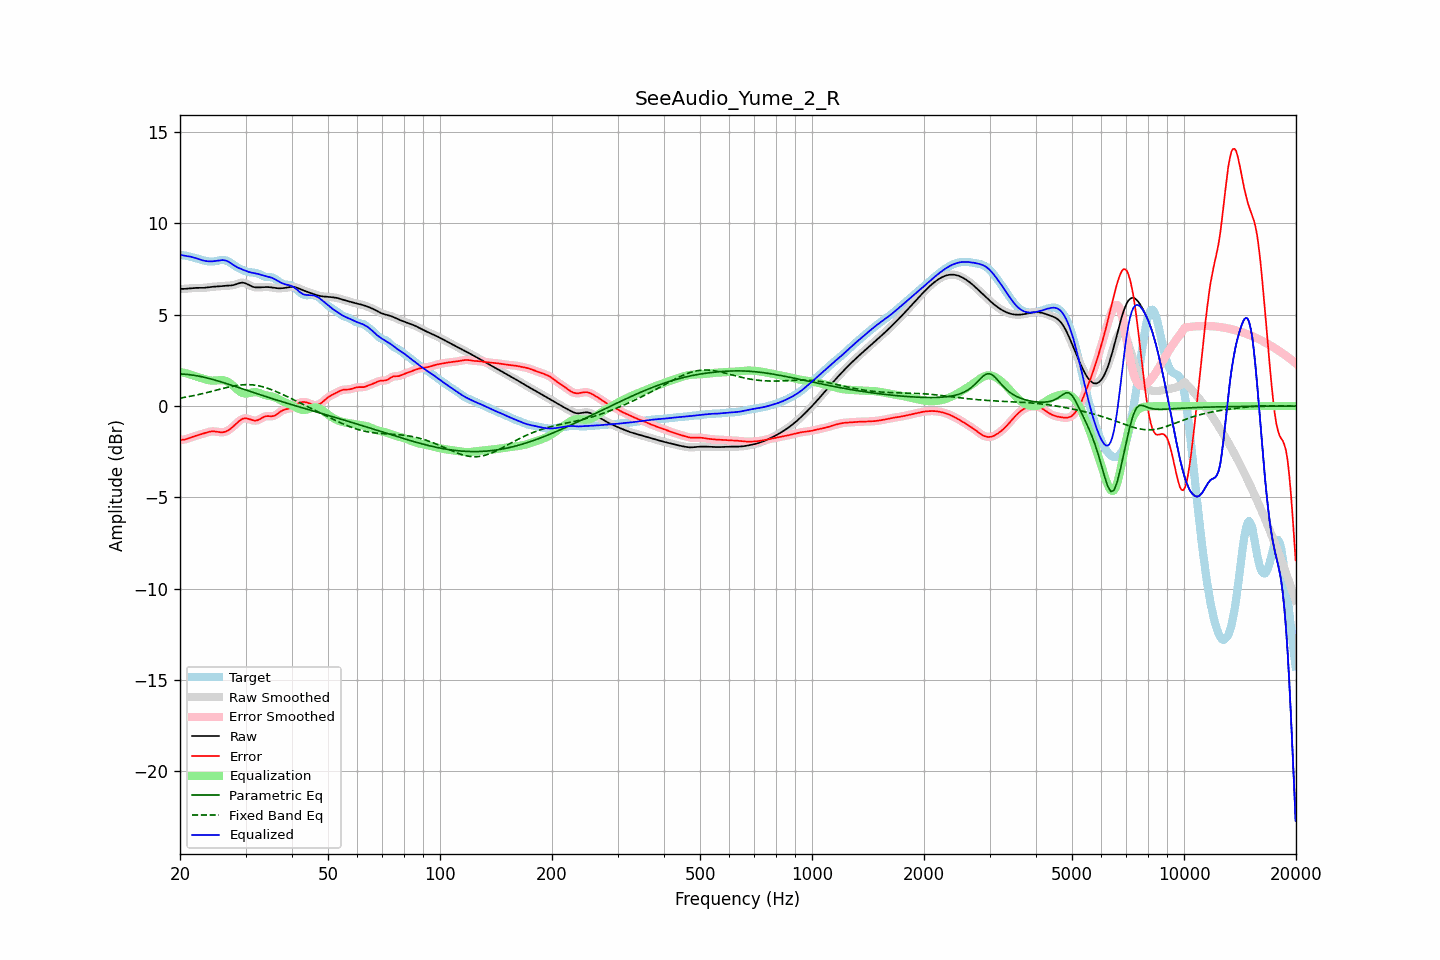 SeeAudio_Yume_2_R
Amplitude (dBr)
15
10
5
0
−5
−10
−15
−20
Target
Raw Smoothed
Error Smoothed
Raw
Error
Equalization
Parametric Eq
Fixed Band Eq
Equalized
20
50
100
200
500
1000
2000
5000
10000
20000
Frequency (Hz)